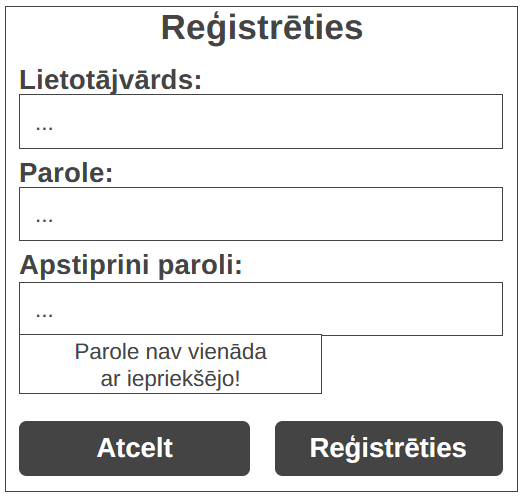 Reģistrēties
Lietotājvārds:
...
Parole:
...
Apstiprini paroli:
...
Parole nav vienāda
ar iepriekšējo!
Atcelt
Reģistrēties